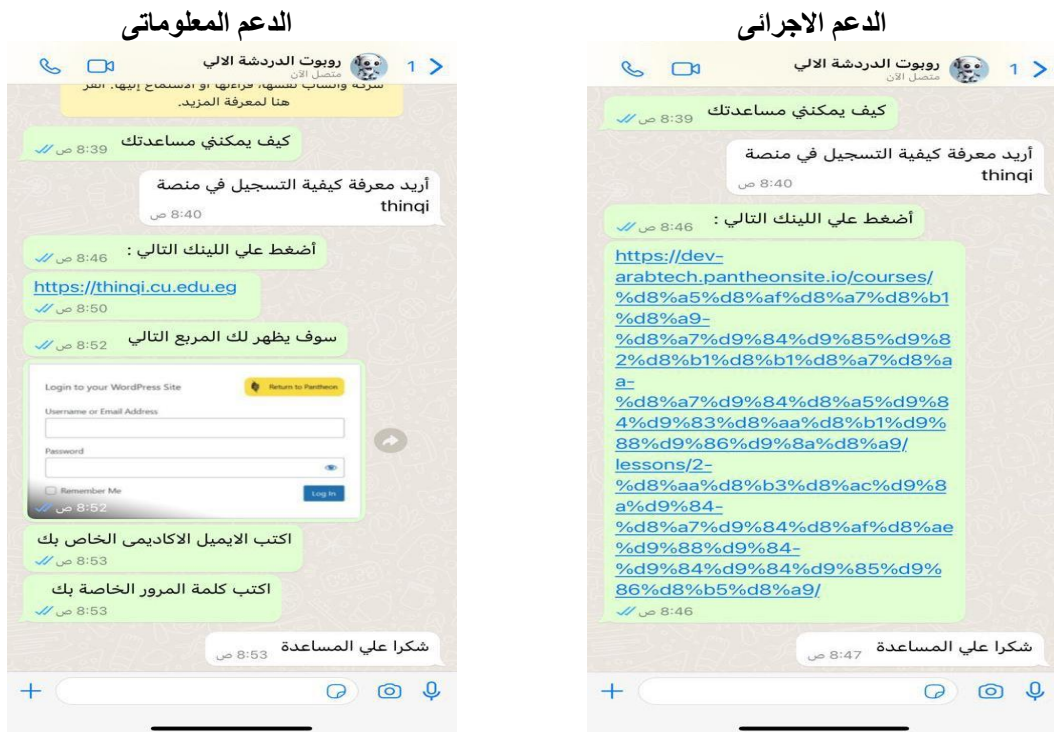 الدعم الاجرائى
روبوت الدردشة الالي
متصل الآن
1
كيف يمكنني مساعدتك
8:39 ص
أريد معرفة كيفية التسجيل في منصة
thinqi
8:40 ص
أضغط علي اللينك التالي :
8:46 ص
https://dev-
arabtech.pantheonsite.io/courses/
%d8%a5%d8%af%d8%a7%d8%b1
%d8%a9-
%d8%a7%d9%84%d9%85%d9%8
2%d8%b1%d8%b1%d8%a7%d8%a
a-
%d8%a7%d9%84%d8%a5%d9%8
4%d9%83%d8%aa%d8%b1%d9%
88%d9%86%d9%8a%d8%a9/
lessons/2-
%d8%aa%d8%b3%d8%ac%d9%8
a%d9%84-
%d8%a7%d9%84%d8%af%d8%ae
%d9%88%d9%84-
%d9%84%d9%84%d9%85%d9%
86%d8%b5%d8%a9/
8:46 ص
شكرا علي المساعدة
8:47 ص
الدعم المعلوماتى
روبوت الدردشة الالي
متصل الآن
1
شركة واتساب نفسها، قراءتها أو الاستماع إليها. انقر
هنا لمعرفة المزيد.
كيف يمكنني مساعدتك
8:39 ص
أريد معرفة كيفية التسجيل في منصة
thinqi
8:40 ص
أضغط علي اللينك التالي :
8:46 ص
https://thinqi.cu.edu.eg
8:50 ص
سوف يظهر لك المربع التالي
8:52 ص
Login to your WordPress Site
Return to Pantheon
Username or Email Address
Password
Remember Me
Log In
8:52 ص
اكتب الايميل الاكاديمى الخاص بك
8:53 ص
اكتب كلمة المرور الخاصة بك
8:53 ص
شكرا علي المساعدة
8:53 ص